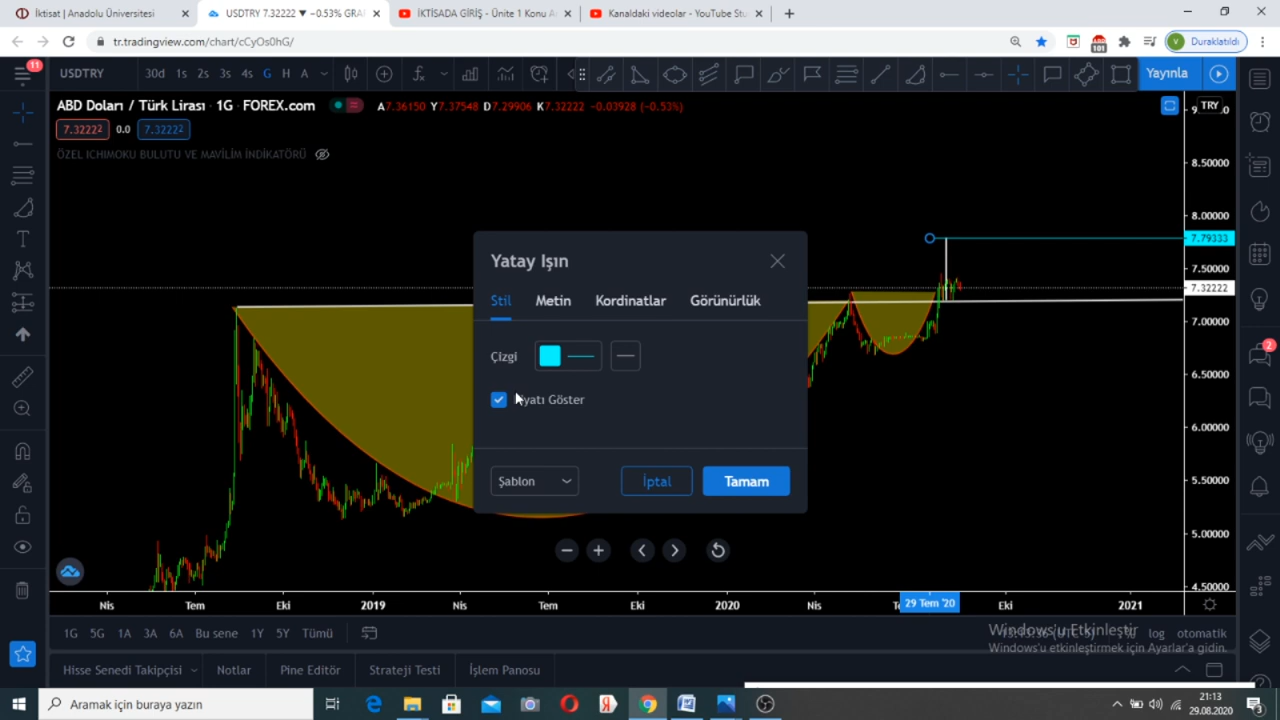 İktisat | Anadolu Üniversitesi
USDTRY 7.32222 ▼ −0.53% GRA
İKTİSADA GİRİŞ - Ünite 1 Konu A
Kanaldaki videolar - YouTube Stu
tr.tradingview.com/chart/cCyOs0hG/
101
V
Duraklatıldı
11
USDTRY
30d 1s 2s 3s 4s G H A
Yayınla
ABD Doları / Türk Lirası · 1G · FOREX.com
A7.36150 Y7.37548 D7.29906 K7.32222 −0.03928 (−0.53%)
TRY
7.32222 0.0 7.32222
ÖZEL ICHIMOKU BULUTU VE MAVİLİM İNDİKATÖRÜ
8.50000
8.00000
7.79333
7.50000
7.32222
7.00000
6.50000
6.00000
5.50000
5.00000
4.50000
2
Yatay Işın
Stil Metin Kordinatlar Görünürlük
Çizgi
yatı Göster
Şablon
İptal
Tamam
Nis Tem Eki 2019 Nis Tem Eki 2020 Nis 29 Tem '20 Eki 2021
1G 5G 1A 3A 6A Bu sene 1Y 5Y Tümü
log otomatik
Windows'u Etkinleştir
Windows'u etkinleştirmek için Ayarlar'a gidin.
Hisse Senedi Takipçisi Notlar Pine Editör Strateji Testi İşlem Panosu
Aramak için buraya yazın
21:13
29.08.2020
3